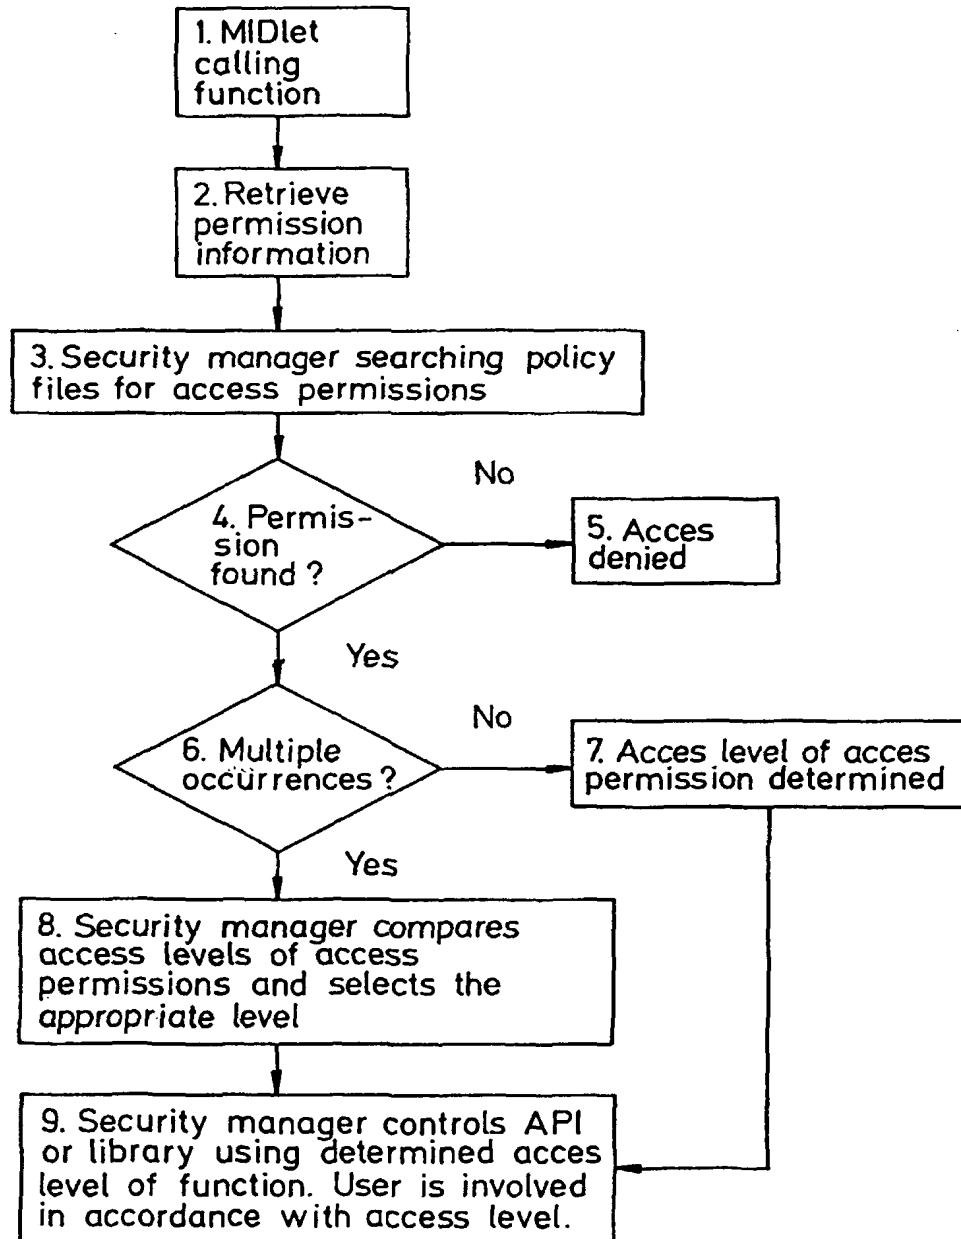 1. MIDlet
calling
function
2. Retrieve
permission
information
3. Security manager searching policy
files for access permissions
No
4. Permis-
sion
found ?
5. Acces
denied
Yes
No
6. Multiple
occurrences ?
7. Acces level of acces
permission determined
Yes
8. Security manager compares
access levels of access
permissions and selects the
appropriate level
9. Security manager controls API
or library using determined acces
level of function. User is involved
in accordance with access level.